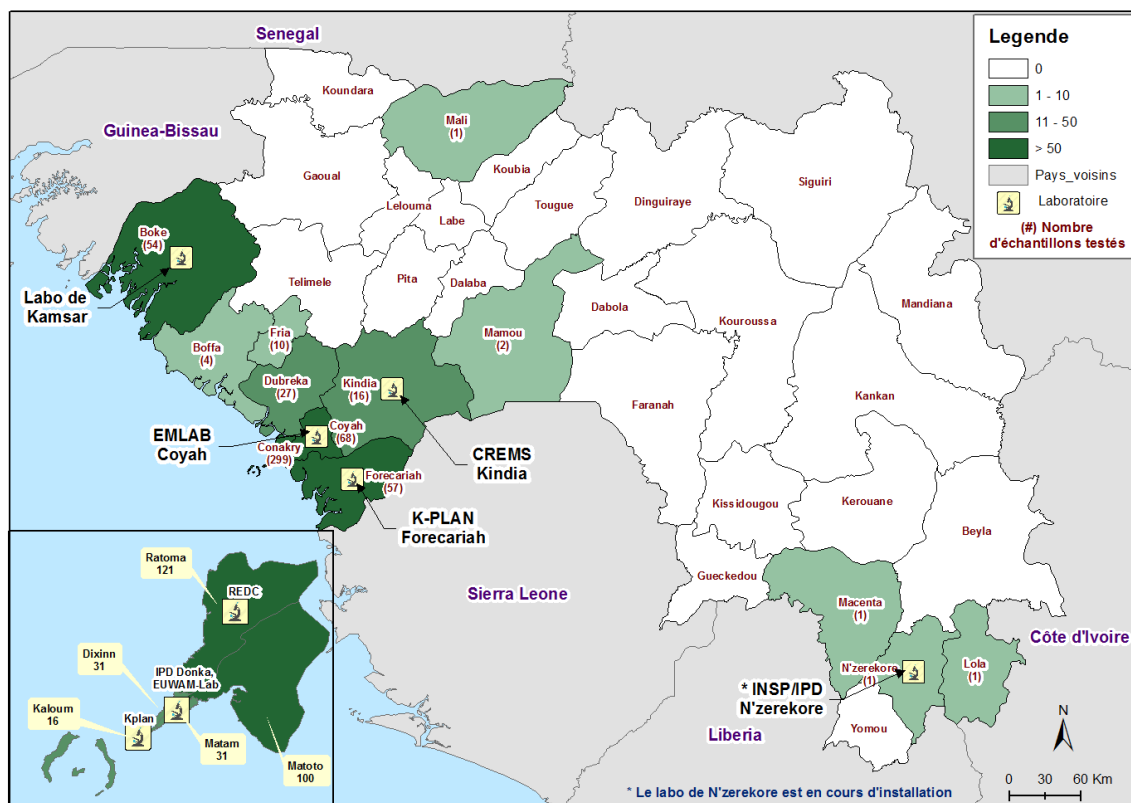 Senegal
Guinea-Bissau
Koundara
Mali
(1)
Gaoual
Koubia
Lelouma
Labe
Tougue
Dinguiraye
Siguiri
Boke
(54)
Labo de
Kamsar
Telimele
Pita
Dalaba
Dabola
Kouroussa
Mandiana
Boffa
(4)
Fria
(10)
Mamou
(2)
Dubreka
(27)
Kindia
(16)
Kankan
Faranah
EMLAB
Coyah
Coyah
(68)
Conakry
(299)
CREMS
Kindia
Forecariah
(57)
K-PLAN
Forecariah
Kissidougou
Kerouane
Beyla
Gueckedou
Macenta
(1)
Sierra Leone
Côte d'Ivoire
N'zerekore
(1)
Lola
(1)
* INSP/IPD
N'zerekore
Yomou
Liberia
Legende
0
1 - 10
11 - 50
> 50
Pays_voisins
Laboratoire
(#) Nombre
d'échantillons testés
Ratoma
121
REDC
Dixinn
31
IPD Donka,
EUWAM-Lab
Kaloum
16
Kplan
Matam
31
Matoto
100
N
0 30 60 Km
* Le labo de N'zerekore est en cours d'installation